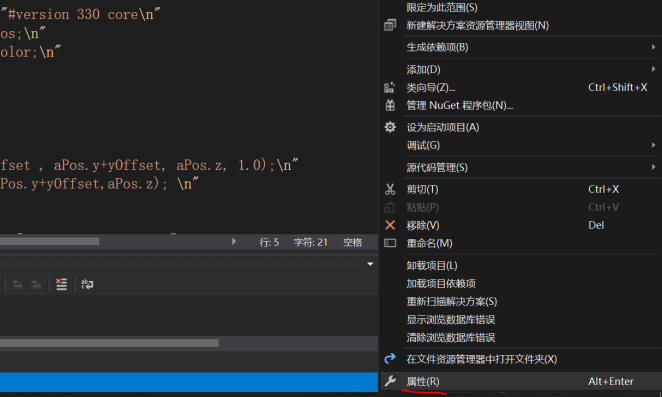 "#version 330 core\n"
os;\n"
olor;\n"
fset , aPos.y+yOffset, aPos.z, 1.0);\n"
Pos.y+yOffset,aPos.z); \n"
行: 5 字符: 21 空格
限定为此范围(S)
新建解决方案资源管理器视图(N)
生成依赖项(B)
添加(D)
类向导(Z)... Ctrl+Shift+X
管理 NuGet 程序包(N)...
设为启动项目(A)
调试(G)
源代码管理(S)
剪切(T) Ctrl+X
粘贴(P) Ctrl+V
移除(V) Del
重命名(M)
卸载项目(L)
加载项目依赖项
重新扫描解决方案(S)
显示浏览数据库错误
清除浏览数据库错误
在文件资源管理器中打开文件夹(X)
属性(R) Alt+Enter